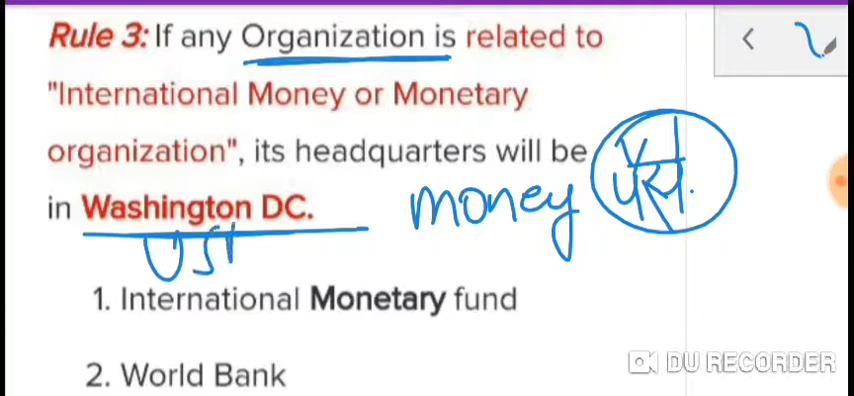 Rule 3: If any Organization is related to
"International Money or Monetary
organization", its headquarters will be
in Washington DC. money
1. International Monetary fund
2. World Bank
DU RECORDER